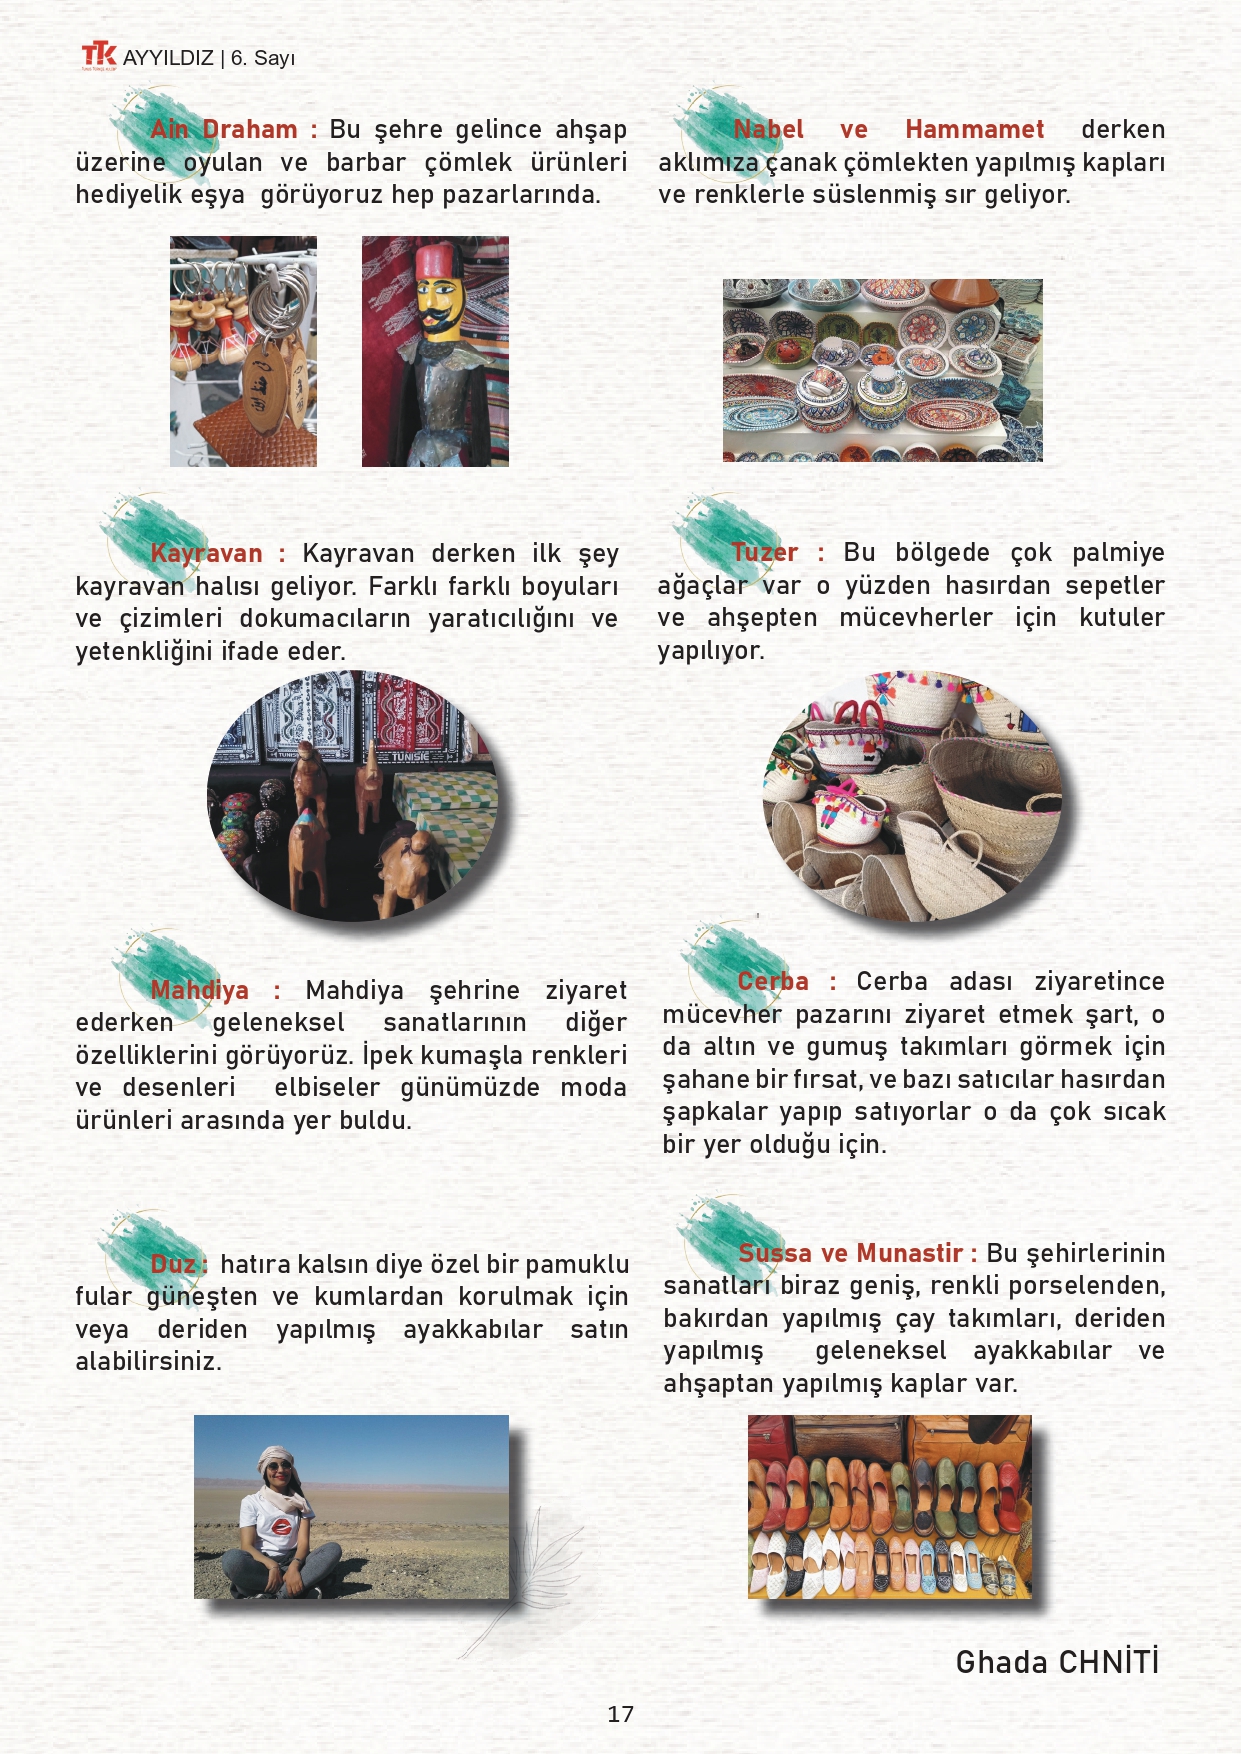 TTK AYYILDIZ | 6. Sayı
Ain Draham : Bu şehre gelince ahşap
üzerine oyulan ve barbar çömlek ürünleri
hediyelik eşya görüyoruz hep pazarlarında.
Nabel ve Hammamet derken
aklımıza çanak çömlekten yapılmış kapları
ve renklerle süslenmiş sır geliyor.
Kayravan : Kayravan derken ilk şey
kayravan halısı geliyor. Farklı farklı boyuları
ve çizimleri dokumacıların yaratıcılığını ve
yetenkliğini ifade eder.
Tuzer : Bu bölgede çok palmiye
ağaçlar var o yüzden hasırdan sepetler
ve ahşepten mücevherler için kutuler
yapılıyor.
TUNISIE
Mahdiya : Mahdiya şehrine ziyaret
ederken geleneksel sanatlarının diğer
özelliklerini görüyorüz. İpek kumaşla renkleri
ve desenleri elbiseler günümüzde moda
ürünleri arasında yer buldu.
Cerba : Cerba adası ziyaretince
mücevher pazarını ziyaret etmek şart, o
da altın ve gumuş takımları görmek için
şahane bir fırsat, ve bazı satıcılar hasırdan
şapkalar yapıp satıyorlar o da çok sıcak
bir yer olduğu için.
Duz : hatıra kalsın diye özel bir pamuklu
fular güneşten ve kumlardan korulmak için
veya deriden yapılmış ayakkabılar satın
alabilirsiniz.
Sussa ve Munastir : Bu şehirlerinin
sanatları biraz geniş, renkli porselenden,
bakırdan yapılmış çay takımları, deriden
yapılmış geleneksel ayakkabılar ve
ahşaptan yapılmış kaplar var.
Ghada CHNİTİ
17